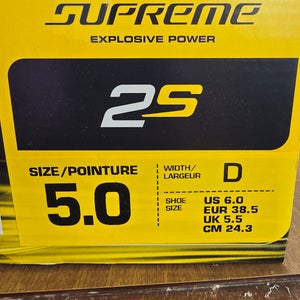 SUPREME
EXPLOSIVE POWER
2S
SIZE/POINTURE
5.0
WIDTH/
LARGEUR
D
SHOE
SIZE
US 6.0
EUR 38.5
UK 5.5
CM 24.3